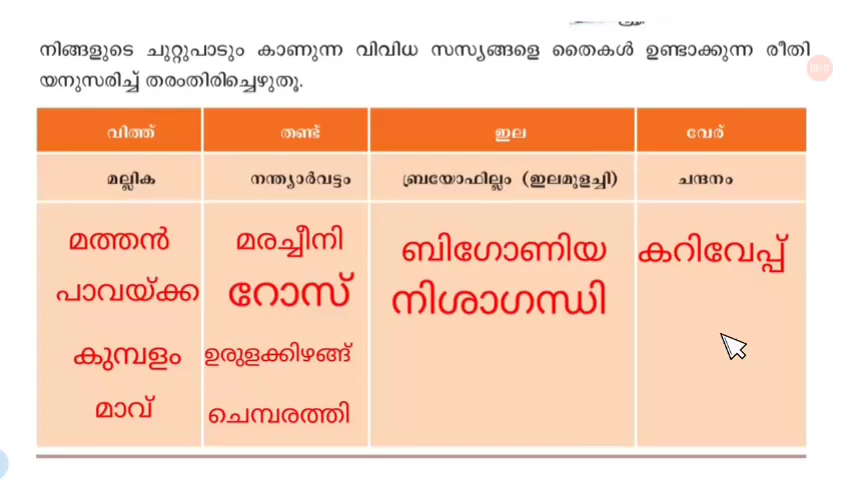 നിങ്ങളുടെ ചുറ്റുപാടും കാണുന്ന വിവിധ സസ്യങ്ങളെ തൈകൾ ഉണ്ടാക്കുന്ന രീതി
യനുസരിച്ച് തരംതിരിച്ചെഴുതൂ.
വിത്ത് തണ്ട് ഇല വേര്
മല്ലിക നന്ത്യാർവട്ടം ബ്രയോഫില്ലം (ഇലമുളച്ചി) ചന്ദനം
മത്തൻ മരച്ചീനി ബിഗോണിയ കറിവേപ്പ്
പാവയ്ക്ക റോസ് നിശാഗന്ധി
കുമ്പളം ഉരുളക്കിഴങ്ങ്
മാവ് ചെമ്പരത്തി